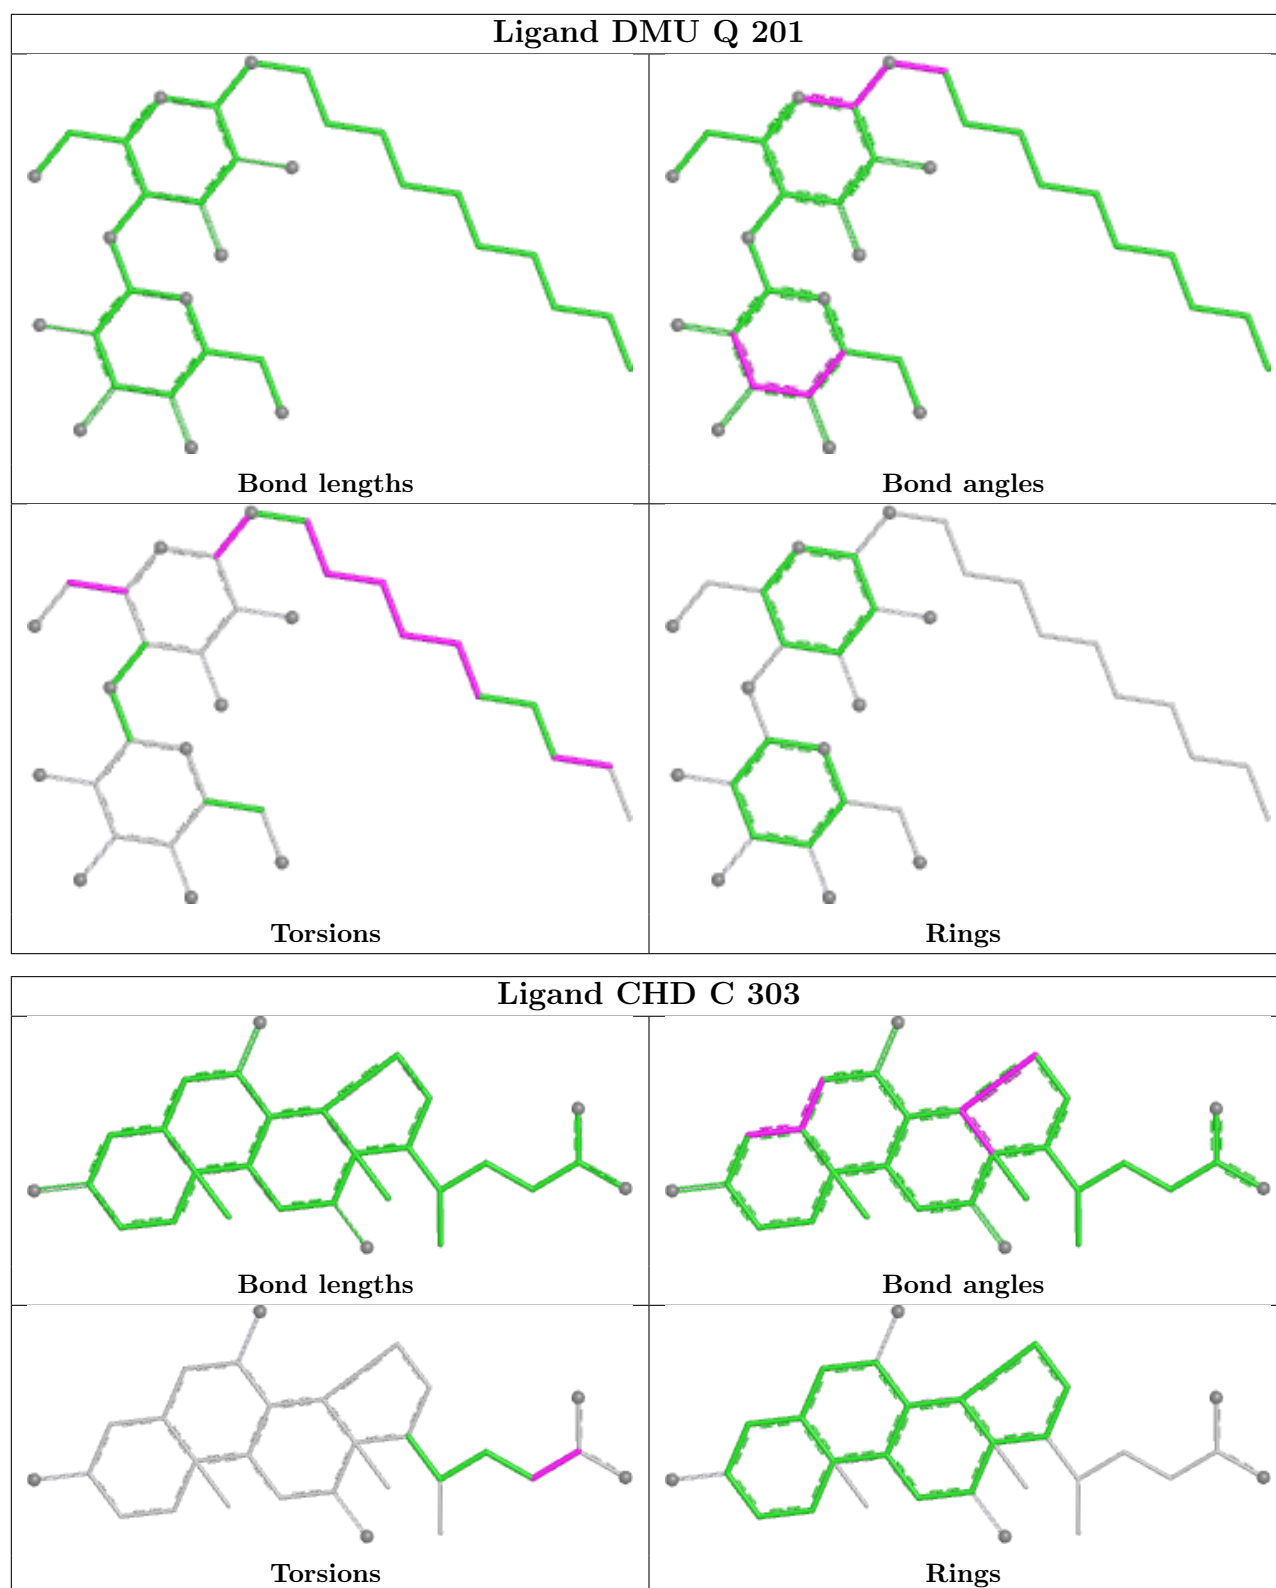 Ligand DMU Q 201
Bond lengths
Bond angles
Torsions
Rings
Ligand CHD C 303
Bond lengths
Bond angles
Torsions
Rings